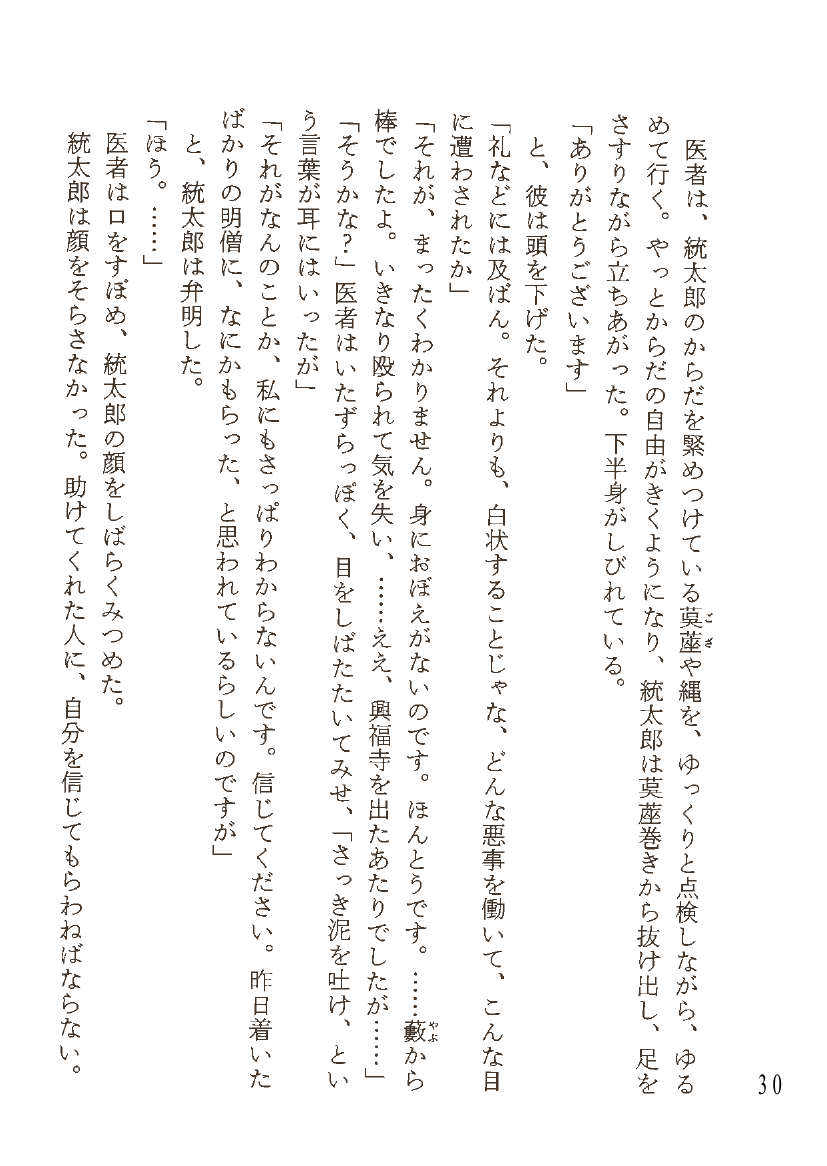 医者は、統太郎のからだを緊めつけている茣蓙や縄を、ゆっくりと点検しながら、ゆる
めて行く。やっとからだの自由がきくようになり、統太郎は茣蓙巻きから抜け出し、足を
さすりながら立ちあがった。下半身がしびれている。
「ありがとうございます」
と、彼は頭を下げた。
「礼などには及ばん。それよりも、白状することじゃな、どんな悪事を働いて、こんな目
に遭わされたか」
「それが、まったくわかりません。身におぼえがないのです。ほんとうです。……藪から
棒でしたよ。いきなり殴られて気を失い、……ええ、興福寺を出たあたりでしたが……」
「そうかな?」医者はいたずらっぽく、目をしばたたいてみせ、「さっき泥を吐け、とい
う言葉が耳にはいったが」
「それがなんのことか、私にもさっぱりわからないんです。信じてください。昨日着いた
ばかりの明僧に、なにかもらった、と思われているらしいのですが」
と、統太郎は弁明した。
「ほう。……」
医者は口をすぼめ、統太郎の顔をしばらくみつめた。
統太郎は顔をそらさなかった。助けてくれた人に、自分を信じてもらわねばならない。
ござ
やぶ
30